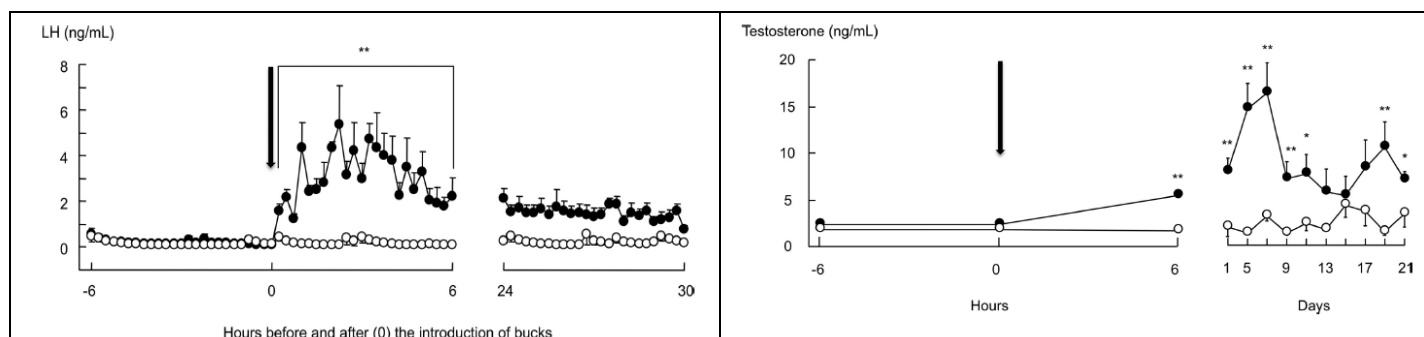 LH (ng/mL)
**
8
6
4
2
0
-6 0 6 24 30
Hours before and after (0) the introduction of bucks
Testosterone (ng/mL)
20
15
10
5
0
**
**
**
**
**
*
**
*
-6 0 6
Hours
1 5 9 13 17 21
Days